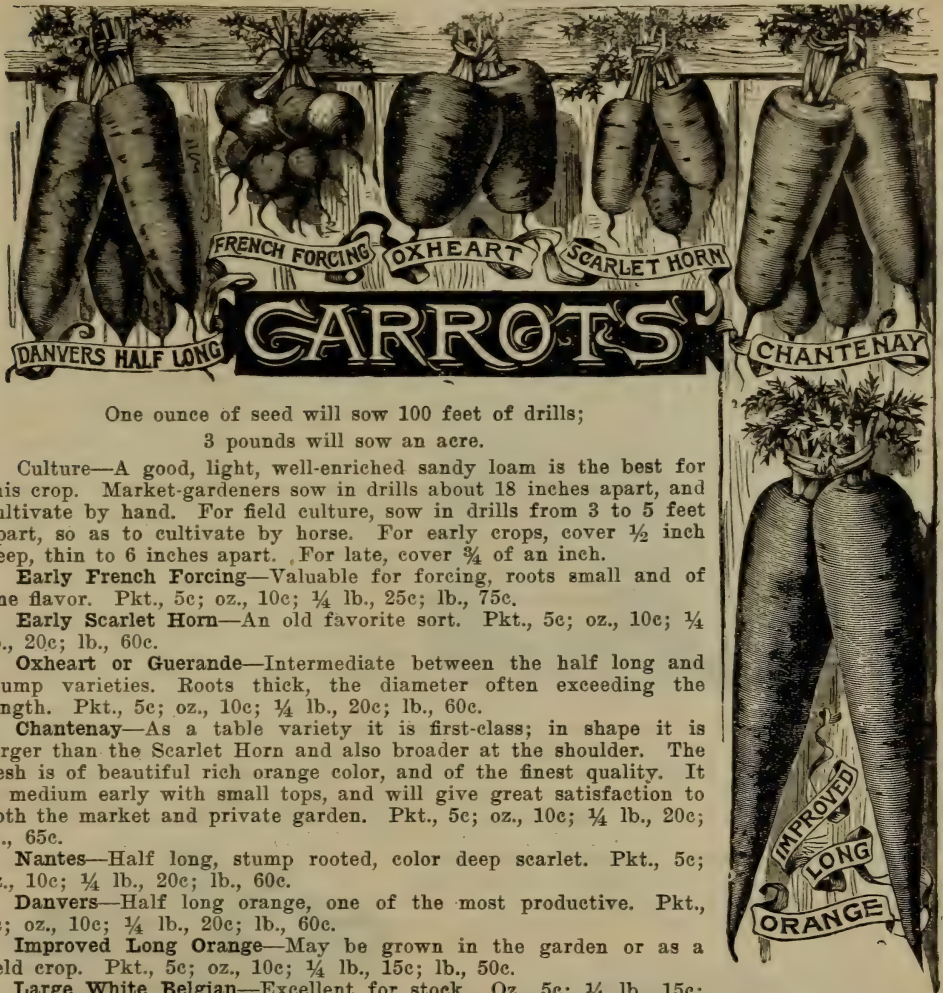 FRENCH FORCING
OXHEART
SCARLET HORN
DANVERS HALF LONG
CARROTS
CHANTENAY
One ounce of seed will sow 100 feet of drills;
3 pounds will sow an acre.
Culture—A good, light, well-enriched sandy loam is the best for
his crop. Market-gardeners sow in drills about 18 inches apart, and
ultivate by hand. For field culture, sow in drills from 3 to 5 feet
part, so as to cultivate by horse. For early crops, cover ½ inch
eep, thin to 6 inches apart. For late, cover ¾ of an inch.
Early French Forcing—Valuable for forcing, roots small and of
ne flavor. Pkt., 5c; oz., 10c; ¼ lb., 25c; lb., 75c.
Early Scarlet Horn—An old favorite sort. Pkt., 5c; oz., 10c; ¼
., 20c; lb., 60c.
Oxheart or Guerande—Intermediate between the half long and
ump varieties. Roots thick, the diameter often exceeding the
ngth. Pkt., 5c; oz., 10c; ¼ lb., 20c; lb., 60c.
Chantenay—As a table variety it is first-class; in shape it is
rger than the Scarlet Horn and also broader at the shoulder. The
esh is of beautiful rich orange color, and of the finest quality. It
medium early with small tops, and will give great satisfaction to
oth the market and private garden. Pkt., 5c; oz., 10c; ¼ lb., 20c;
., 65c.
Nantes—Half long, stump rooted, color deep scarlet. Pkt., 5c;
z., 10c; ¼ lb., 20c; lb., 60c.
Danvers—Half long orange, one of the most productive. Pkt.,
c; oz., 10c; ¼ lb., 20c; lb., 60c.
Improved Long Orange—May be grown in the garden or as a
eld crop. Pkt., 5c; oz., 10c; ¼ lb., 15c; lb., 50c.
Large White Belgian—Excellent for stock. Oz., 5c; ¼ lb., 15c;
IMPROVED
LONG
ORANGE